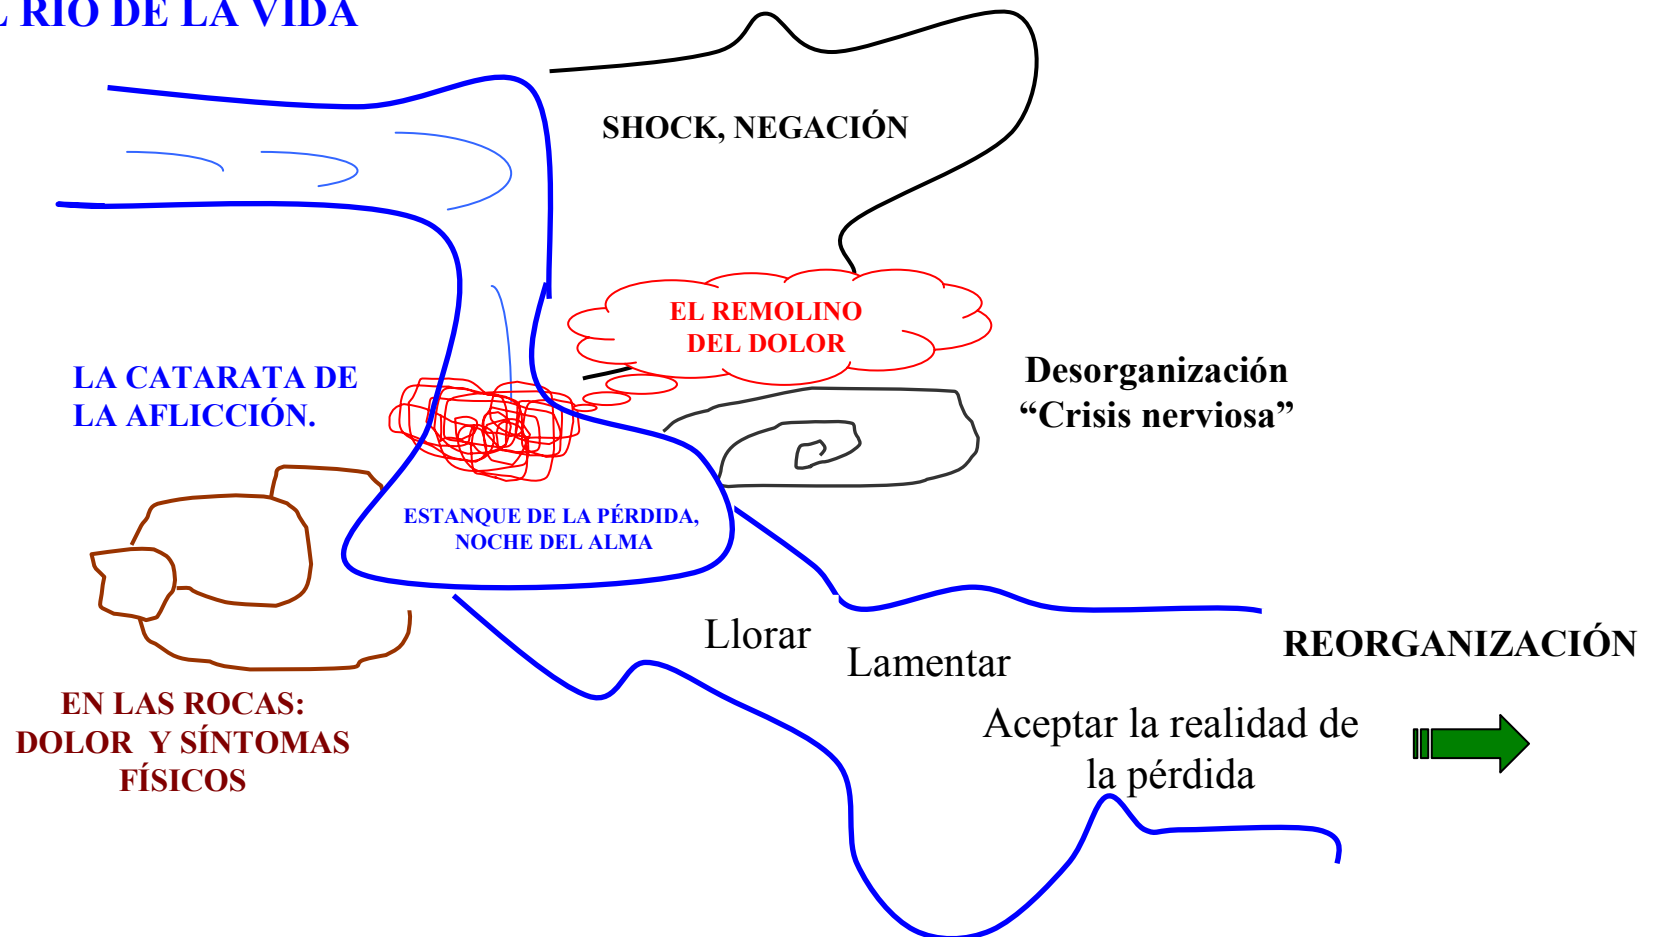 L RIO DE LA VIDA
SHOCK, NEGACIÓN
EL REMOLINO
DEL DOLOR
LA CATARATA DE
LA AFLICCIÓN.
Desorganización
“Crisis nerviosa”
ESTANQUE DE LA PÉRDIDA,
NOCHE DEL ALMA
Llorar
Lamentar
REORGANIZACIÓN
EN LAS ROCAS:
DOLOR Y SÍNTOMAS
FÍSICOS
Aceptar la realidad de
la pérdida